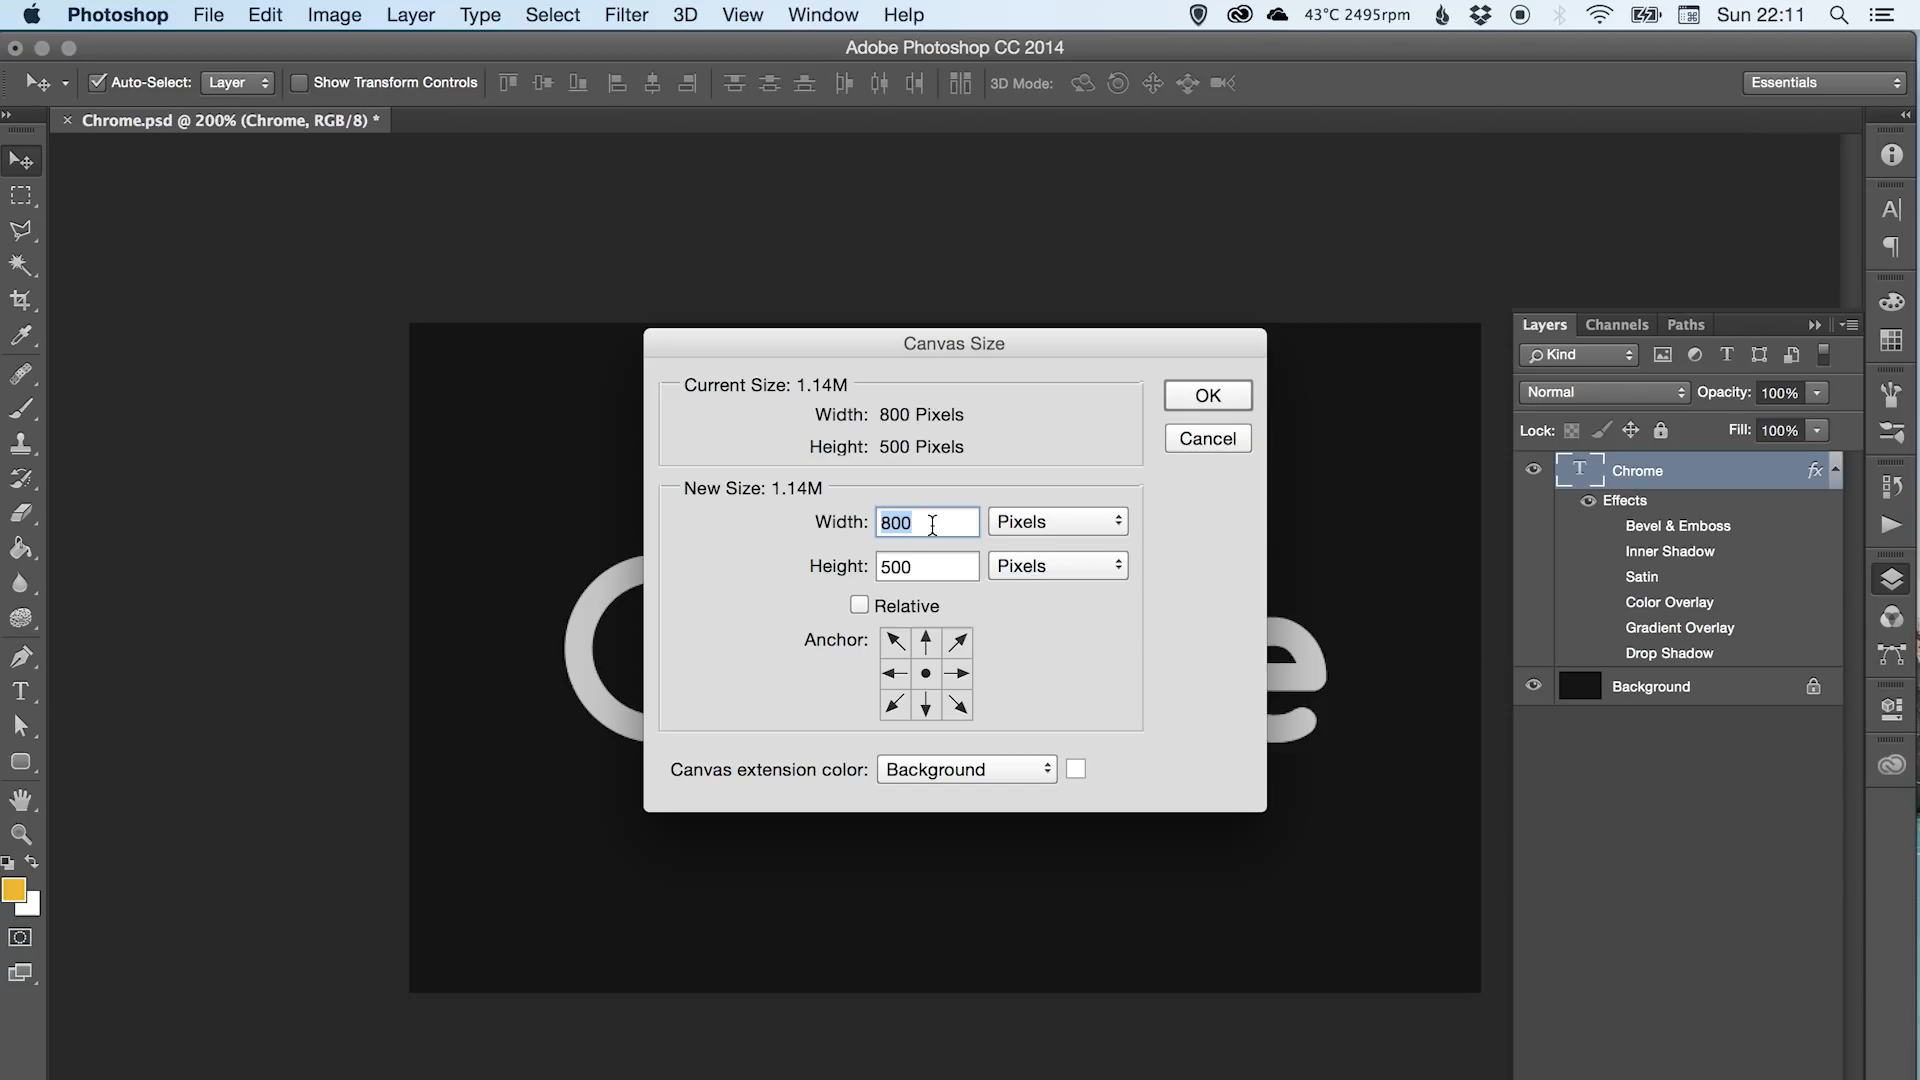 Photoshop File Edit Image Layer Type Select Filter 3D View Window Help 43°C 2495rpm Sun 22:11
Adobe Photoshop CC 2014
Auto-Select: Layer Show Transform Controls 3D Mode: Essentials
× Chrome.psd @ 200% (Chrome, RGB/8) *
Canvas Size
Current Size: 1.14M
Width: 800 Pixels
Height: 500 Pixels
OK
Cancel
New Size: 1.14M
Width: 800 Pixels
Height: 500 Pixels
Relative
Anchor:
Canvas extension color: Background
C e
Layers Channels Paths
Kind
Normal Opacity: 100%
Lock: Fill: 100%
T Chrome fx
Effects
Bevel & Emboss
Inner Shadow
Satin
Color Overlay
Gradient Overlay
Drop Shadow
Background